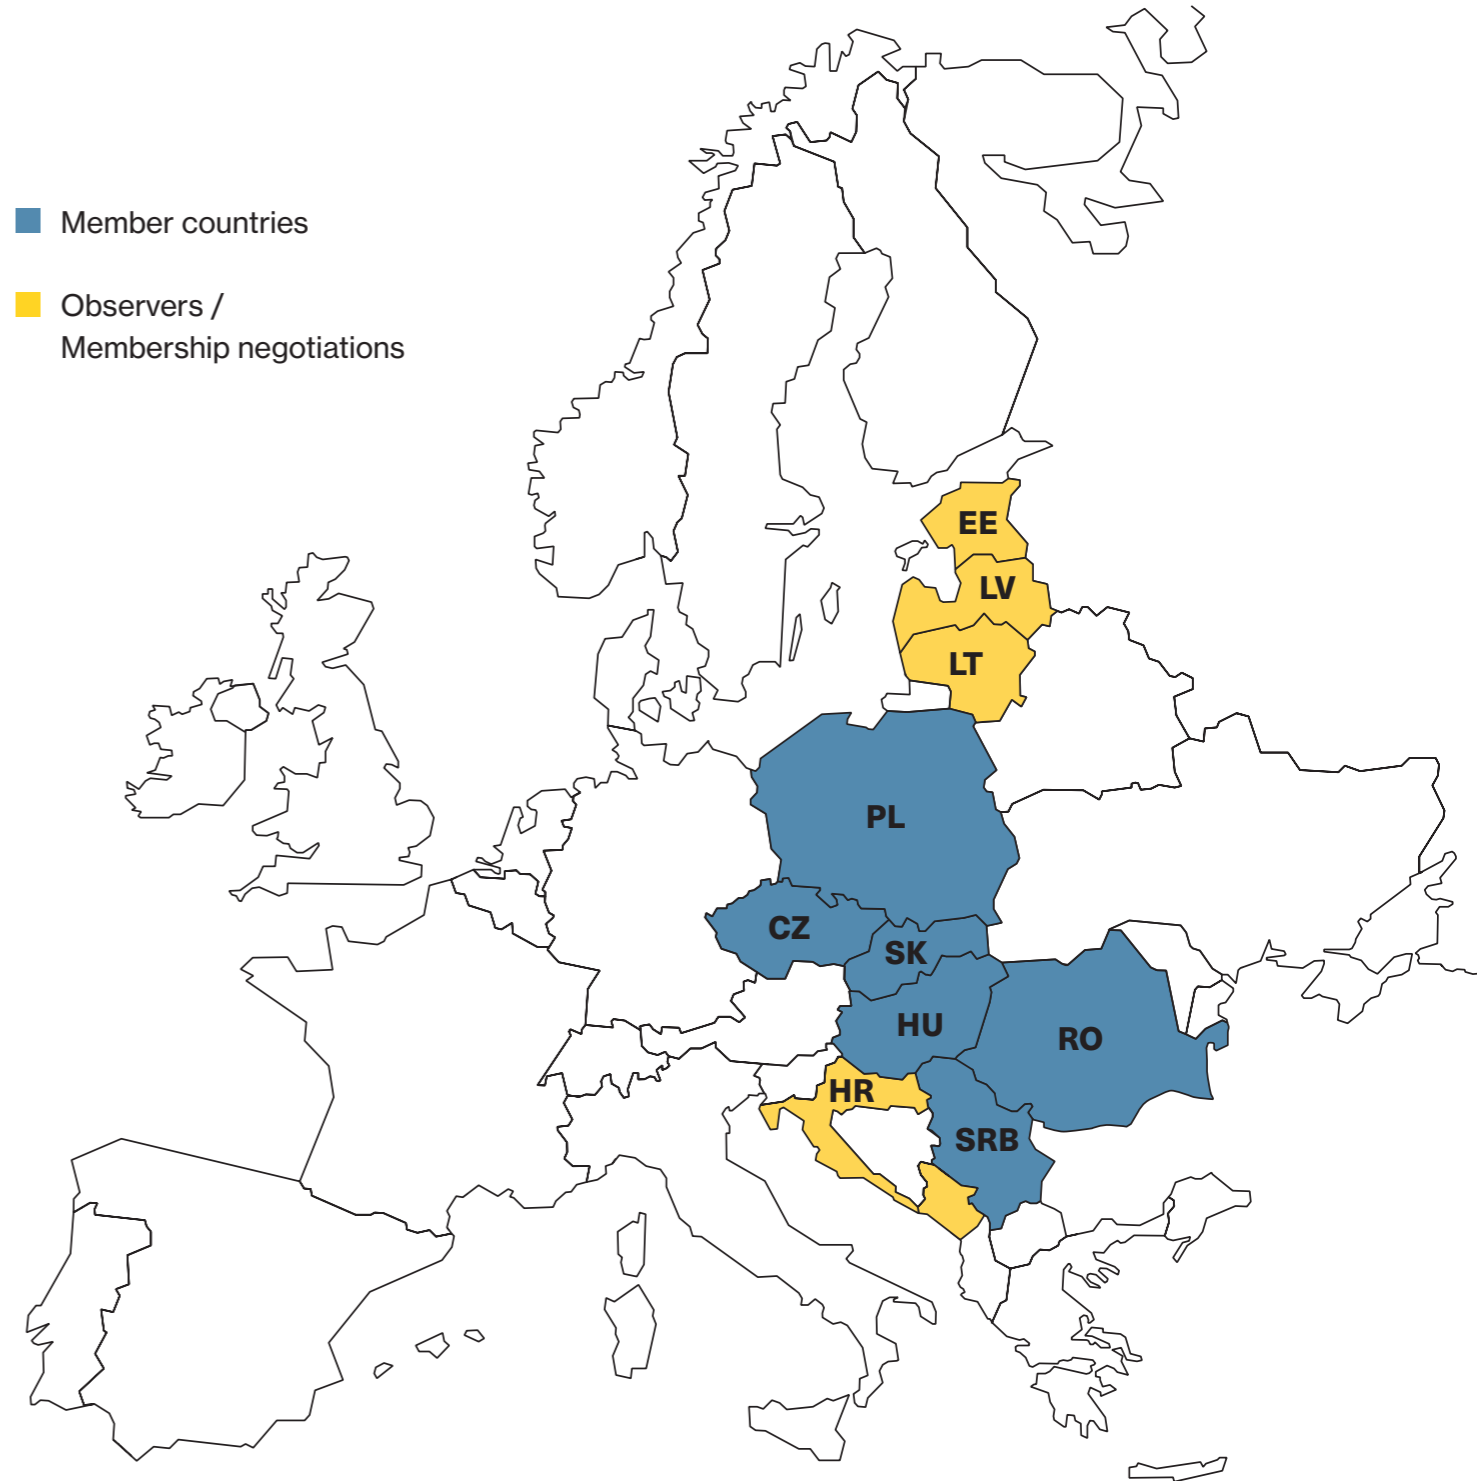 Member countries
Observers /
Membership negotiations
EE
LV
LT
PL
CZ
SK
HU
RO
HR
SRB